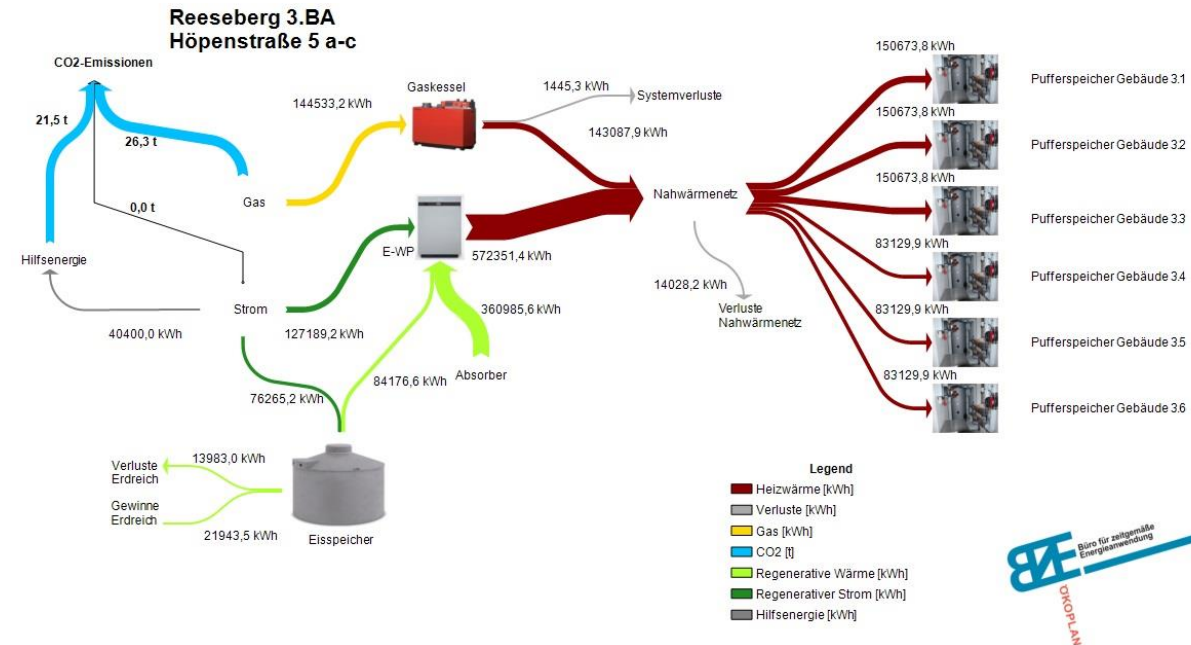 Reeseberg 3.BA
Höpenstraße 5 a-c
CO2-Emissionen
21,5 t
26,3 t
0,0 t
Gas
Hilfsenergie
Strom
40400,0 kWh
144533,2 kWh
Gaskessel
1445,3 kWh
Systemverluste
143087,9 kWh
E-WP
572351,4 kWh
127189,2 kWh
360985,6 kWh
84176,6 kWh
Absorber
76265,2 kWh
13983,0 kWh
Verluste
Erdreich
Gewinne
Erdreich
21943,5 kWh
Eisspeicher
Nahwärmenetz
14028,2 kWh
Verluste
Nahwärmenetz
150673,8 kWh
Pufferspeicher Gebäude 3.1
150673,8 kWh
Pufferspeicher Gebäude 3.2
150673,8 kWh
Pufferspeicher Gebäude 3.3
83129,9 kWh
Pufferspeicher Gebäude 3.4
83129,9 kWh
Pufferspeicher Gebäude 3.5
83129,9 kWh
Pufferspeicher Gebäude 3.6
Legend
Heizwärme [kWh]
Verluste [kWh]
Gas [kWh]
CO2 [t]
Regenerative Wärme [kWh]
Regenerativer Strom [kWh]
Hilfsenergie [kWh]
BZE
Büro für zeitgemäße
Energieanwendung
ÖKOPLAN